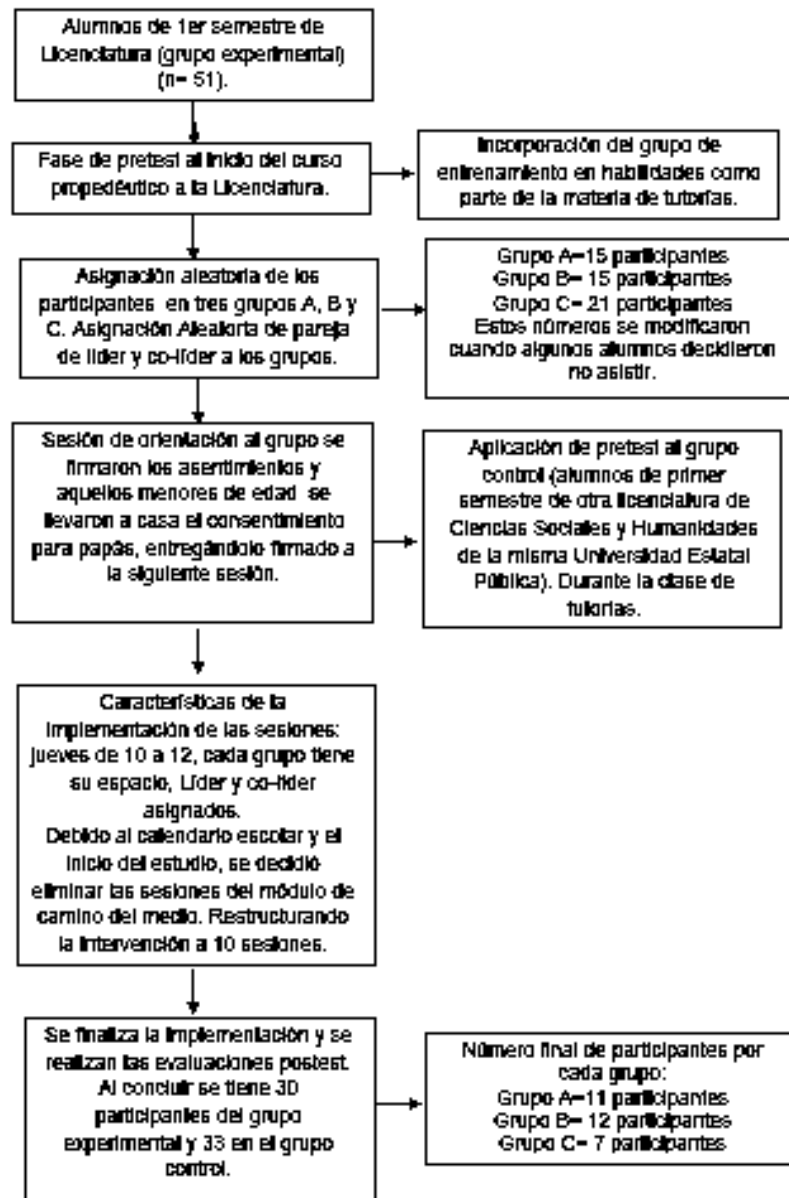 Alumnos de 1er semestre de
Licenciatura (grupo experimental)
(n= 51).
Fase de pretest al inicio del curso
propedéutico a la Licenciatura.
Incorporación del grupo de
entrenamiento en habilidades como
parte de la materia de tutorías.
Asignación aleatoria de los
participantes en tres grupos A, B y
C. Asignación Aleatoria de pareja
de líder y co-líder a los grupos.
Grupo A=15 participantes
Grupo B= 15 participantes
Grupo C= 21 participantes
Estos números se modificaron
cuando algunos alumnos decidieron
no asistir.
Sesión de orientación al grupo se
firmaron los asentimientos y
aquellos menores de edad se
llevaron a casa el consentimiento
para papás, entregándolo firmado a
la siguiente sesión.
Aplicación de pretest al grupo
control (alumnos de primer
semestre de otra licenciatura de
Ciencias Sociales y Humanidades
de la misma Universidad Estatal
Pública). Durante la clase de
tutorías.
Características de la
implementación de las sesiones:
jueves de 10 a 12, cada grupo tiene
su espacio, Líder y co-líder
asignados.
Debido al calendario escolar y el
inicio del estudio, se decidió
eliminar las sesiones del módulo de
camino del medio. Restructurando
la intervención a 10 sesiones.
Se finaliza la implementación y se
realizan las evaluaciones postest.
Al concluir se tiene 30
participantes del grupo
experimental y 33 en el grupo
control.
Número final de participantes por
cada grupo:
Grupo A=11 participantes
Grupo B= 12 participantes
Grupo C= 7 participantes